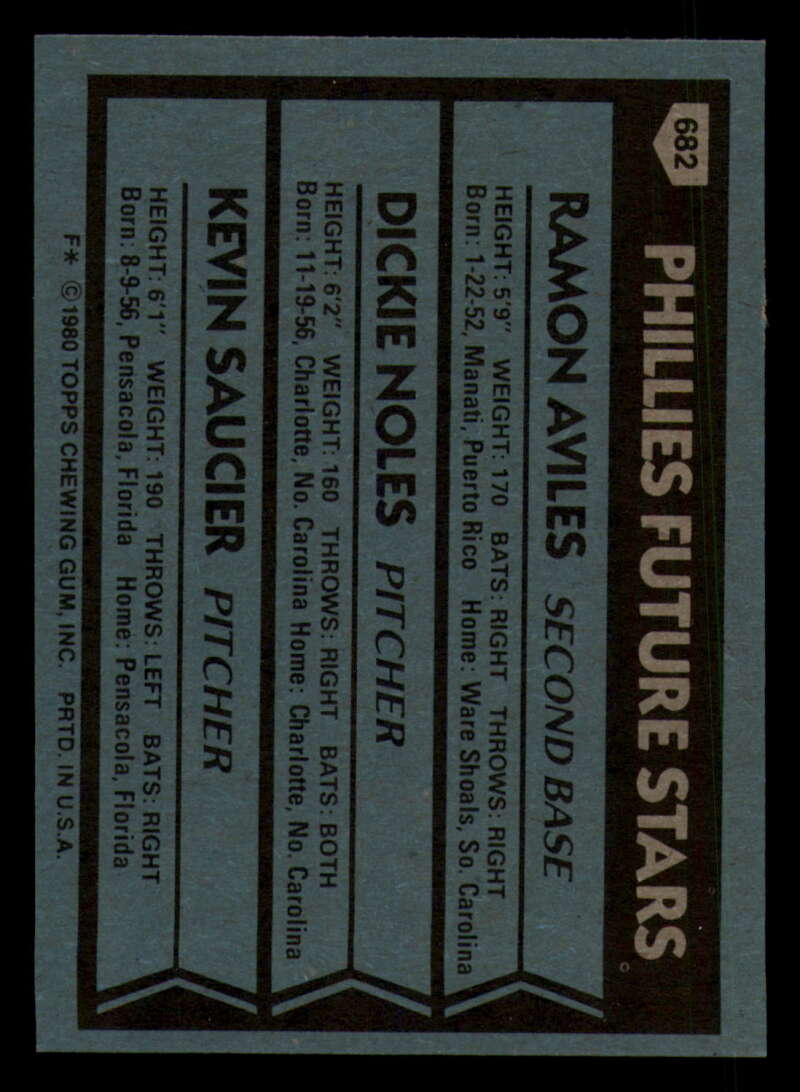 682
PHILLIES FUTURE STARS
RAMON AVILES SECOND BASE
HEIGHT: 5'9" WEIGHT: 170 BATS: RIGHT THROWS: RIGHT
Born: 1-22-52, Manati, Puerto Rico Home: Ware Shoals, So. Carolina
DICKIE NOLES PITCHER
HEIGHT: 6'2" WEIGHT: 160 THROWS: RIGHT BATS: BOTH
Born: 11-19-56, Charlotte, No. Carolina Home: Charlotte, No. Carolina
KEVIN SAUCIER PITCHER
HEIGHT: 6'1" WEIGHT: 190 THROWS: LEFT BATS: RIGHT
Born: 8-9-56, Pensacola, Florida Home: Pensacola, Florida
F* © 1980 TOPPS CHEWING GUM, INC. PRTD. IN U.S.A.